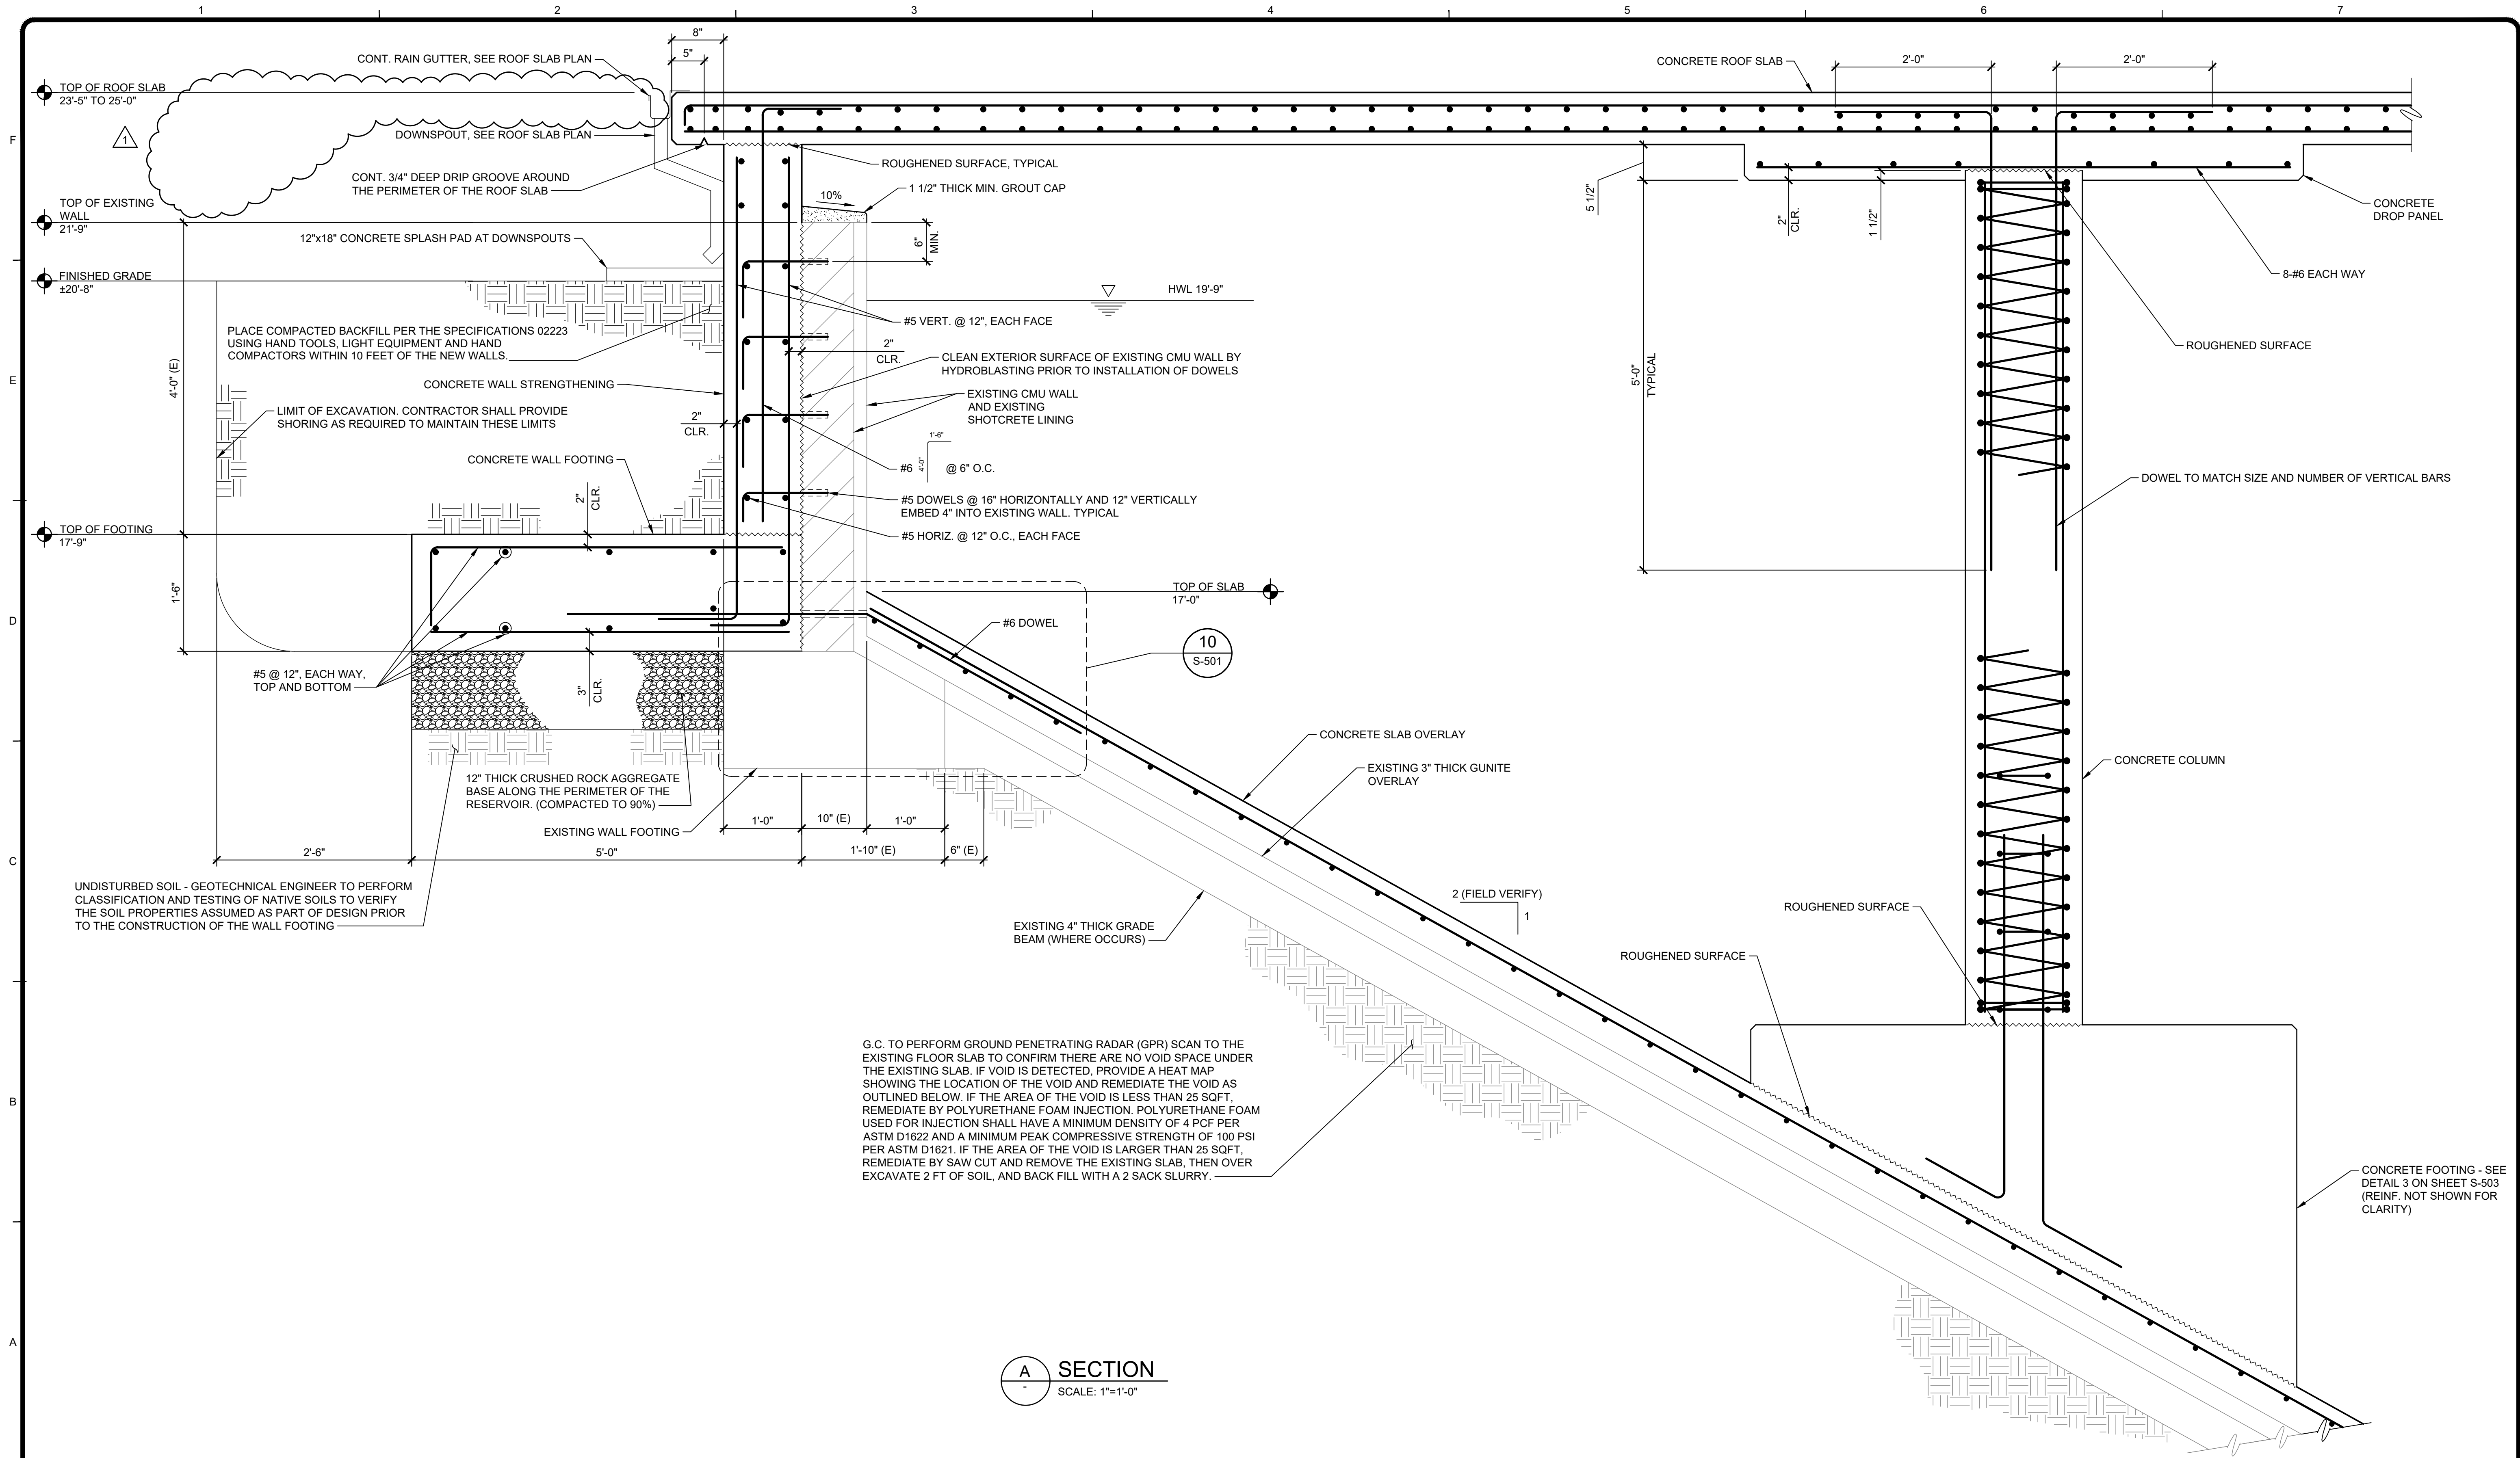 1
2
3
4
5
6
7
F
E
D
C
B
A
8"
5"
CONT. RAIN GUTTER, SEE ROOF SLAB PLAN
TOP OF ROOF SLAB
23'-5" TO 25'-0"
1
DOWNSPOUT, SEE ROOF SLAB PLAN
CONT. 3/4" DEEP DRIP GROOVE AROUND
THE PERIMETER OF THE ROOF SLAB
TOP OF EXISTING
WALL
21'-9"
12"x18" CONCRETE SPLASH PAD AT DOWNSPOUTS
FINISHED GRADE
±20'-8"
PLACE COMPACTED BACKFILL PER THE SPECIFICATIONS 02223
USING HAND TOOLS, LIGHT EQUIPMENT AND HAND
COMPACTORS WITHIN 10 FEET OF THE NEW WALLS.
4'-0" (E)
CONCRETE WALL STRENGTHENING
LIMIT OF EXCAVATION. CONTRACTOR SHALL PROVIDE
SHORING AS REQUIRED TO MAINTAIN THESE LIMITS
2"
CLR.
CONCRETE WALL FOOTING
2"
CLR.
TOP OF FOOTING
17'-9"
1'-6"
#5 @ 12", EACH WAY,
TOP AND BOTTOM
3"
CLR.
12" THICK CRUSHED ROCK AGGREGATE
BASE ALONG THE PERIMETER OF THE
RESERVOIR. (COMPACTED TO 90%)
EXISTING WALL FOOTING
2'-6"
5'-0"
1'-0"
10" (E)
1'-0"
1'-10" (E)
6" (E)
UNDISTURBED SOIL - GEOTECHNICAL ENGINEER TO PERFORM
CLASSIFICATION AND TESTING OF NATIVE SOILS TO VERIFY
THE SOIL PROPERTIES ASSUMED AS PART OF DESIGN PRIOR
TO THE CONSTRUCTION OF THE WALL FOOTING
ROUGHENED SURFACE, TYPICAL
10%
1 1/2" THICK MIN. GROUT CAP
6"
MIN.
HWL 19'-9"
#5 VERT. @ 12", EACH FACE
2"
CLR.
CLEAN EXTERIOR SURFACE OF EXISTING CMU WALL BY
HYDROBLASTING PRIOR TO INSTALLATION OF DOWELS
EXISTING CMU WALL
AND EXISTING
SHOTCRETE LINING
1'-6"
#6
4'-0"
@ 6" O.C.
#5 DOWELS @ 16" HORIZONTALLY AND 12" VERTICALLY
EMBED 4" INTO EXISTING WALL. TYPICAL
#5 HORIZ. @ 12" O.C., EACH FACE
TOP OF SLAB
17'-0"
#6 DOWEL
10
S-501
CONCRETE SLAB OVERLAY
EXISTING 3" THICK GUNITE
OVERLAY
2 (FIELD VERIFY)
1
EXISTING 4" THICK GRADE
BEAM (WHERE OCCURS)
G.C. TO PERFORM GROUND PENETRATING RADAR (GPR) SCAN TO THE
EXISTING FLOOR SLAB TO CONFIRM THERE ARE NO VOID SPACE UNDER
THE EXISTING SLAB. IF VOID IS DETECTED, PROVIDE A HEAT MAP
SHOWING THE LOCATION OF THE VOID AND REMEDIATE THE VOID AS
OUTLINED BELOW. IF THE AREA OF THE VOID IS LESS THAN 25 SQFT,
REMEDIATE BY POLYURETHANE FOAM INJECTION. POLYURETHANE FOAM
USED FOR INJECTION SHALL HAVE A MINIMUM DENSITY OF 4 PCF PER
ASTM D1622 AND A MINIMUM PEAK COMPRESSIVE STRENGTH OF 100 PSI
PER ASTM D1621. IF THE AREA OF THE VOID IS LARGER THAN 25 SQFT,
REMEDIATE BY SAW CUT AND REMOVE THE EXISTING SLAB, THEN OVER
EXCAVATE 2 FT OF SOIL, AND BACK FILL WITH A 2 SACK SLURRY.
CONCRETE ROOF SLAB
2'-0"
2'-0"
5 1/2"
2"
CLR.
1 1/2"
CONCRETE
DROP PANEL
8-#6 EACH WAY
ROUGHENED SURFACE
5'-0"
TYPICAL
DOWEL TO MATCH SIZE AND NUMBER OF VERTICAL BARS
CONCRETE COLUMN
ROUGHENED SURFACE
ROUGHENED SURFACE
CONCRETE FOOTING - SEE
DETAIL 3 ON SHEET S-503
(REINF. NOT SHOWN FOR
CLARITY)
A
-
SECTION
SCALE: 1"=1'-0"